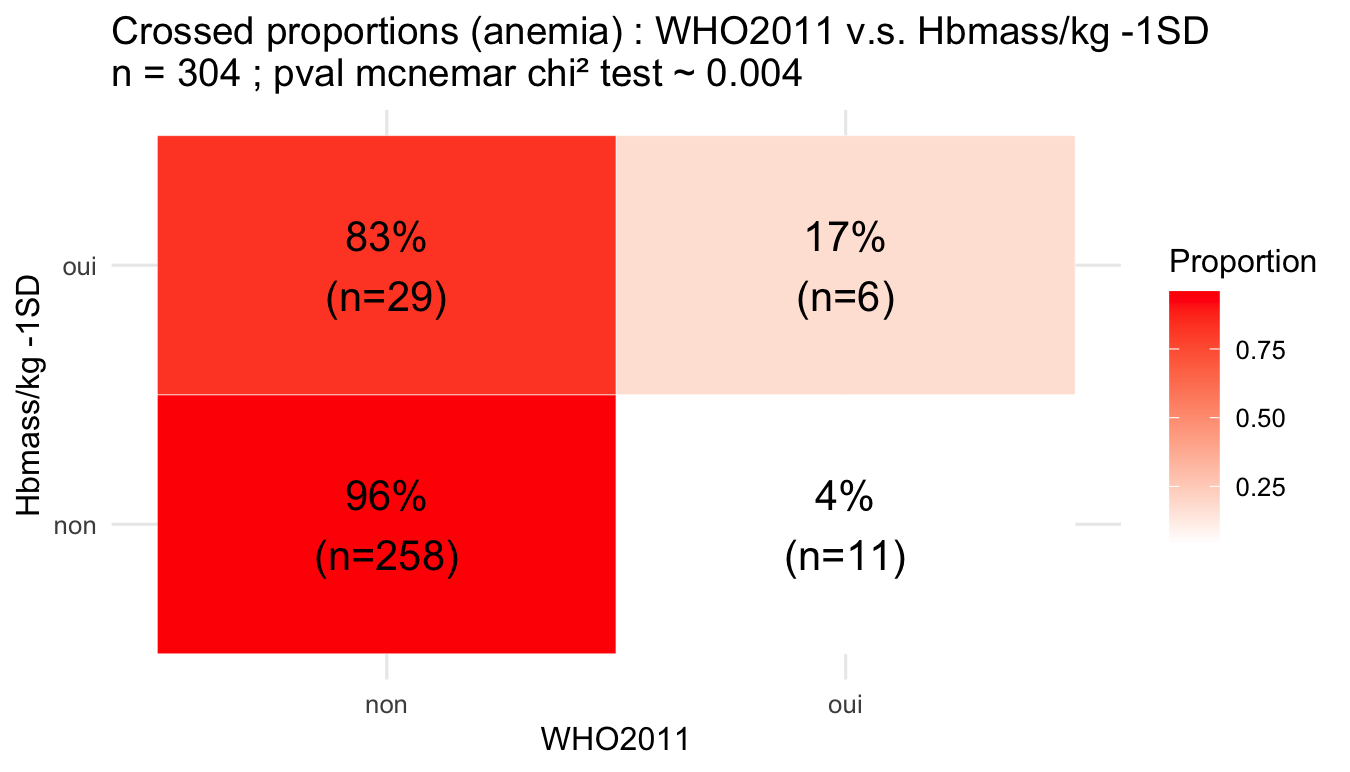 Crossed proportions (anemia) : WHO2011 v.s. Hbmass/kg -1SD
n = 304 ; pval mcnemar chi² test ~ 0.004
Hbmass/kg -1SD
oui
83%
(n=29)
17%
(n=6)
non
96%
(n=258)
4%
(n=11)
non
oui
WHO2011
Proportion
0.75
0.50
0.25